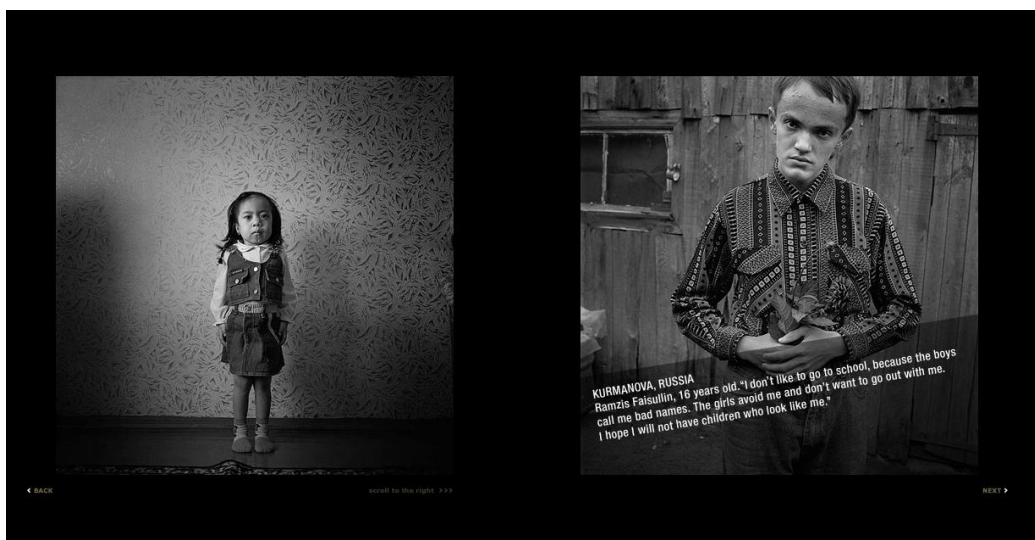 KURMANOVA, RUSSIA
Ramzis Faisullin, 16 years old."I don't like to go to school, because the boys
call me bad names. The girls avoid me and don't want to go out with me.
I hope I will not have children who look like me."
BACK
scroll to the right >>>
NEXT